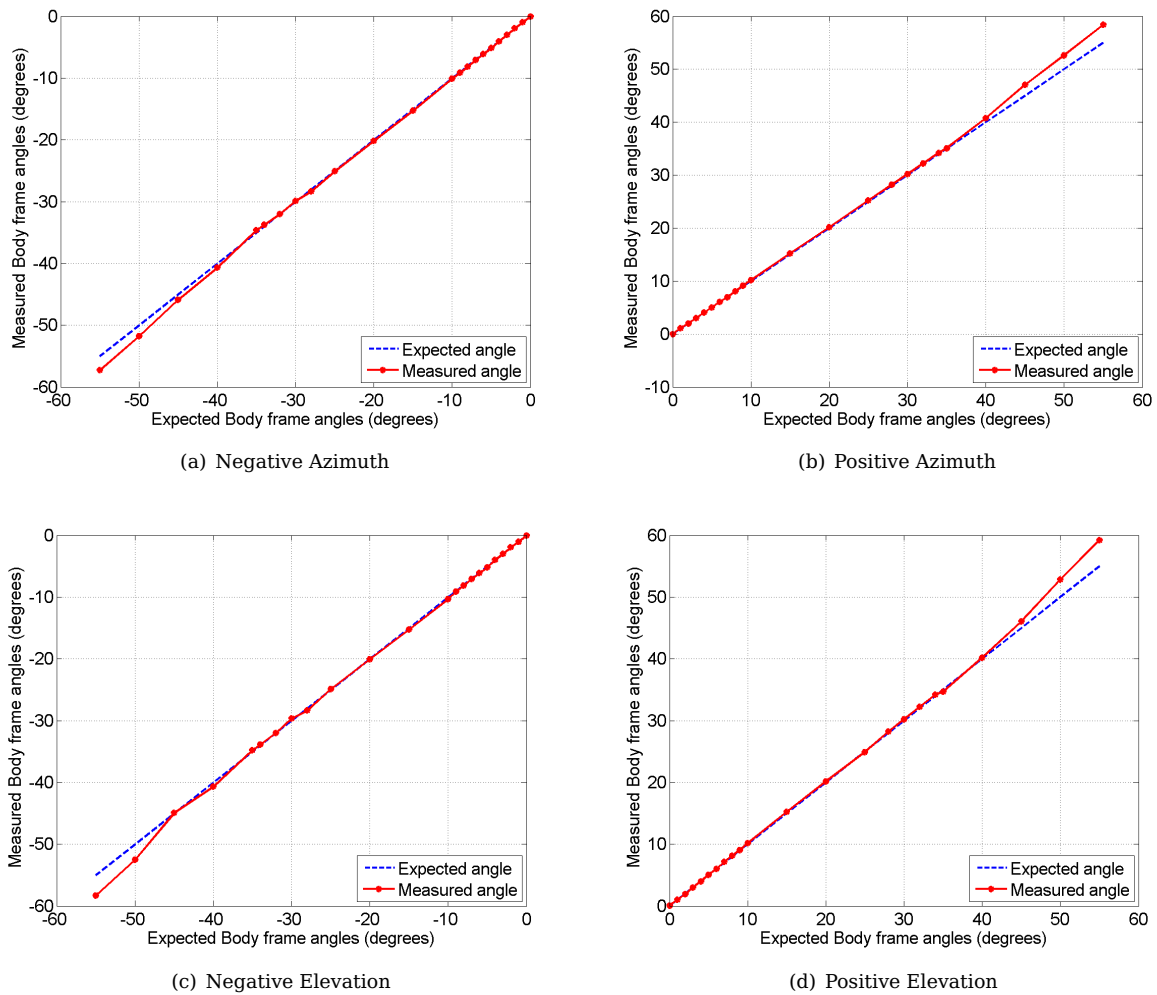 0
-10
-20
-30
-40
-50
-60
-60 -50 -40 -30 -20 -10 0
Measured Body frame angles (degrees)
Expected angle
Measured angle
Expected Body frame angles (degrees)
(a) Negative Azimuth
60
50
40
30
20
10
0
-10
0 10 20 30 40 50 60
Measured Body frame angles (degrees)
Expected angle
Measured angle
Expected Body frame angles (degrees)
(b) Positive Azimuth
0
-10
-20
-30
-40
-50
-60
-60 -50 -40 -30 -20 -10 0
Measured Body frame angles (degrees)
Expected angle
Measured angle
Expected Body frame angles (degrees)
(c) Negative Elevation
60
50
40
30
20
10
0
0 10 20 30 40 50 60
Measured Body frame angles (degrees)
Expected angle
Measured angle
Expected Body frame angles (degrees)
(d) Positive Elevation